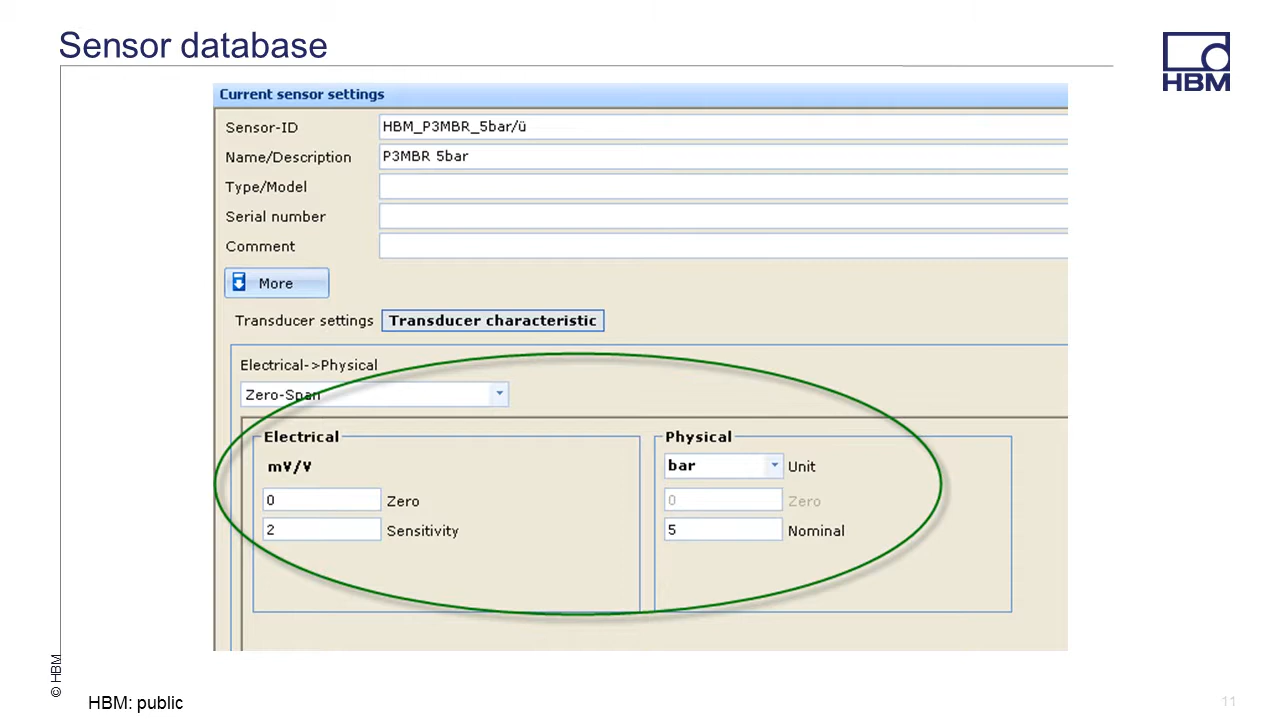 Sensor database
HBM
Current sensor settings
Sensor-ID HBM_P3MBR_5bar/ü
Name/Description P3MBR 5bar
Type/Model
Serial number
Comment
More
Transducer settings Transducer characteristic
Electrical->Physical
Zero-Span
Electrical Physical
mV/V bar Unit
0 Zero 0 Zero
2 Sensitivity 5 Nominal
© HBM
HBM: public 11